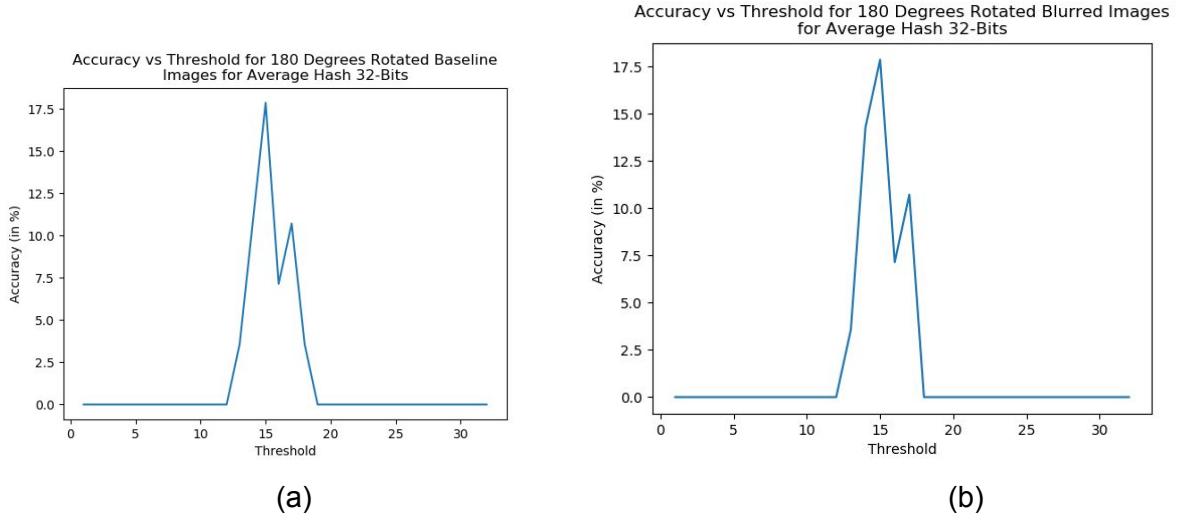 Accuracy vs Threshold for 180 Degrees Rotated Baseline
Images for Average Hash 32-Bits
17.5
15.0
12.5
10.0
7.5
5.0
2.5
0.0
Accuracy (in %)
0 5 10 15 20 25 30
Threshold
(a)
Accuracy vs Threshold for 180 Degrees Rotated Blurred Images
for Average Hash 32-Bits
17.5
15.0
12.5
10.0
7.5
5.0
2.5
0.0
Accuracy (in %)
0 5 10 15 20 25 30
Threshold
(b)